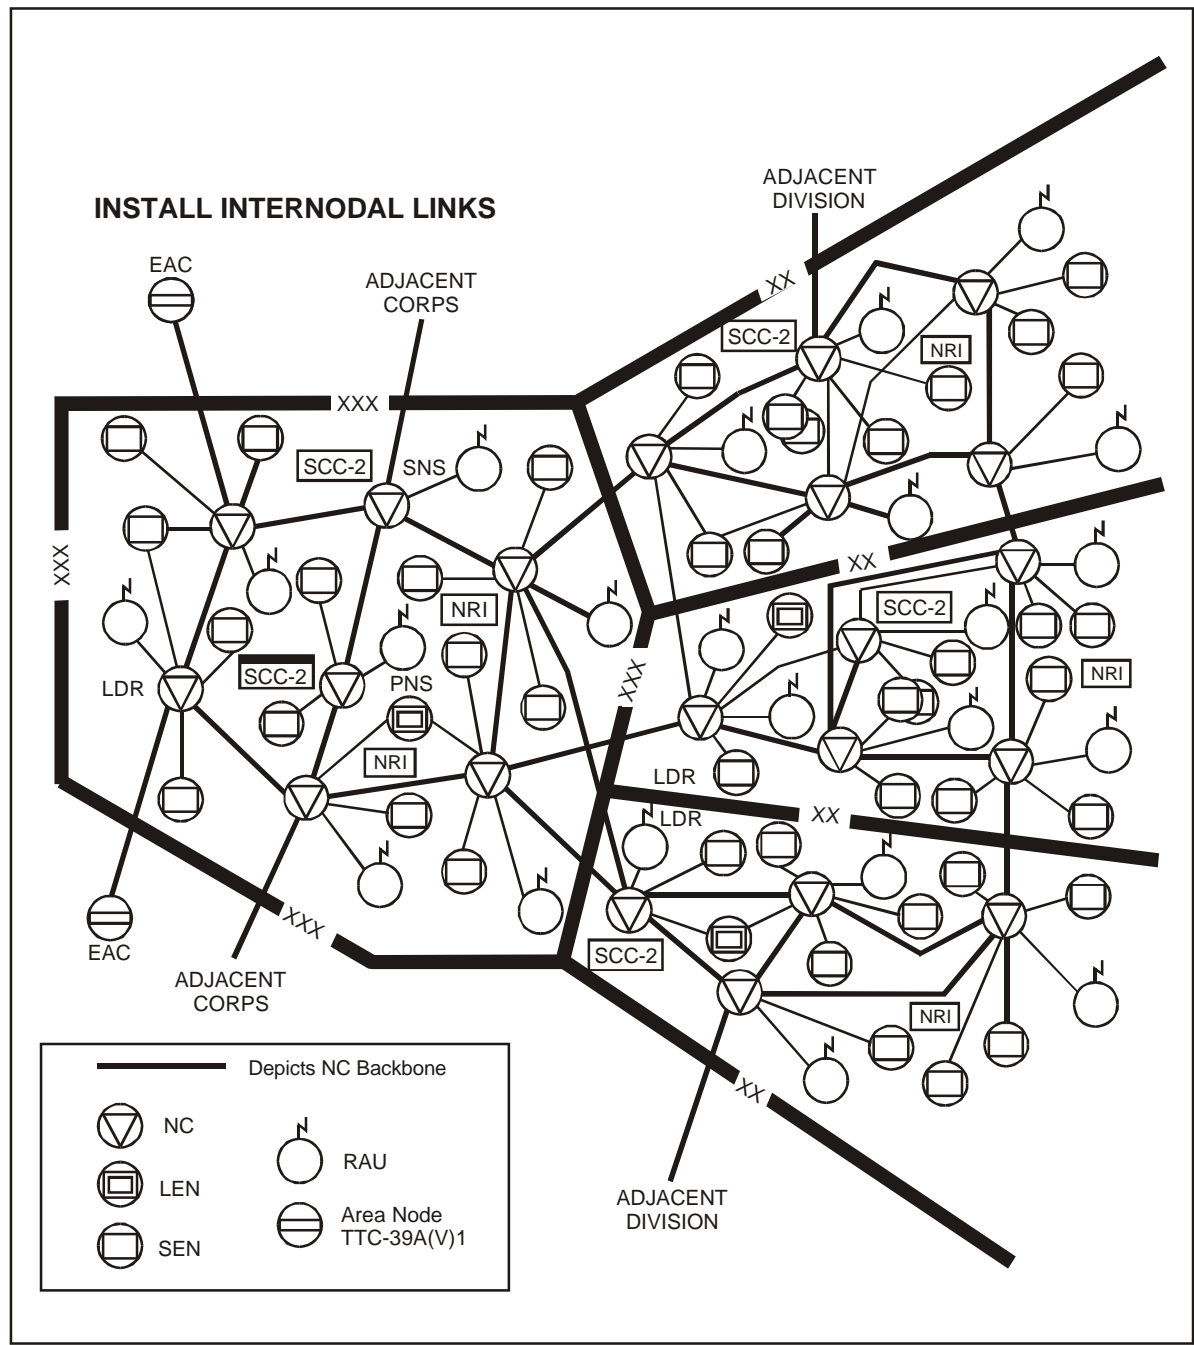 ADJACENT
DIVISION
INSTALL INTERNODAL LINKS
EAC
ADJACENT
CORPS
XX
SCC-2
NRI
XXX
SCC-2
SNS
XXX
XX
NRI
SCC-2
LDR
SCC-2
PNS
XXX
NRI
NRI
LDR
LDR
XX
XXX
EAC
SCC-2
ADJACENT
CORPS
NRI
XX
ADJACENT
DIVISION
Depicts NC Backbone
NC
LEN
SEN
RAU
Area Node
TTC-39A(V)1